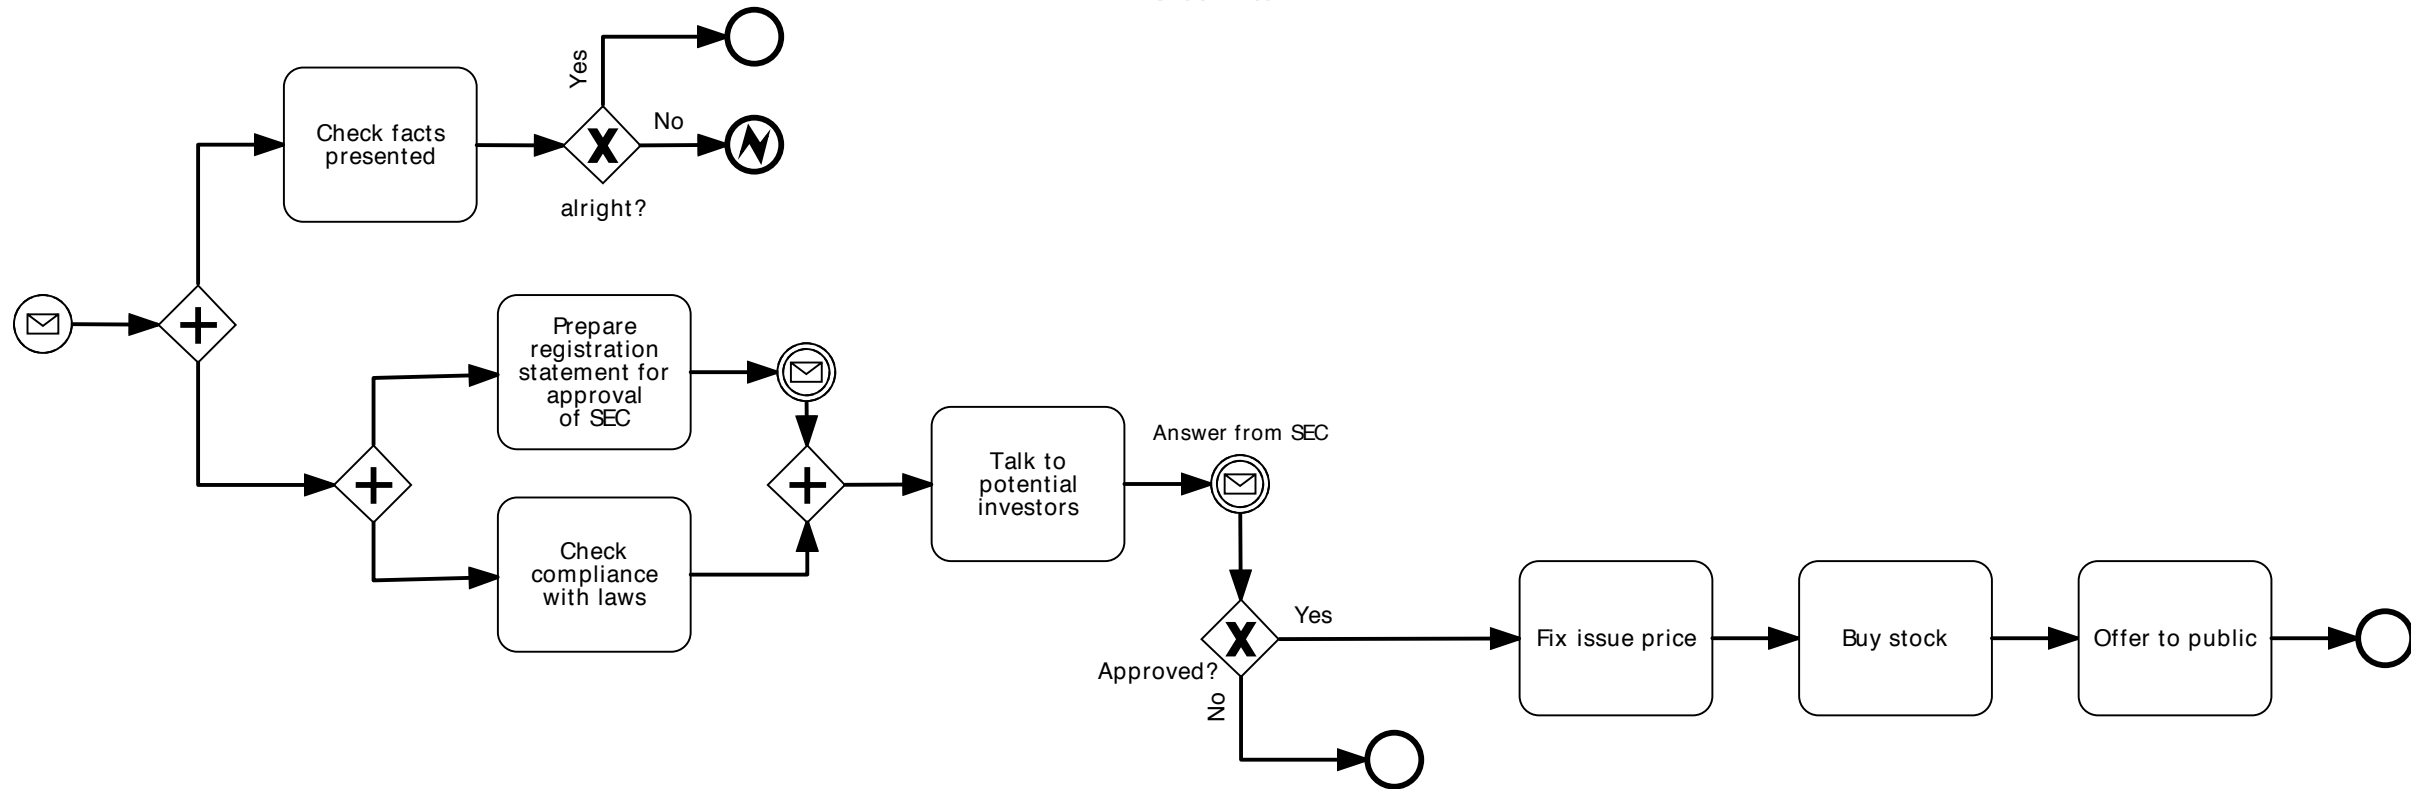 Yes
Check facts
presented
No
alright?
Prepare
registration
statement for
approval
of SEC
Check
compliance
with laws
Talk to
potential
investors
Answer from SEC
Approved?
Yes
No
Fix issue price
Buy stock
Offer to public